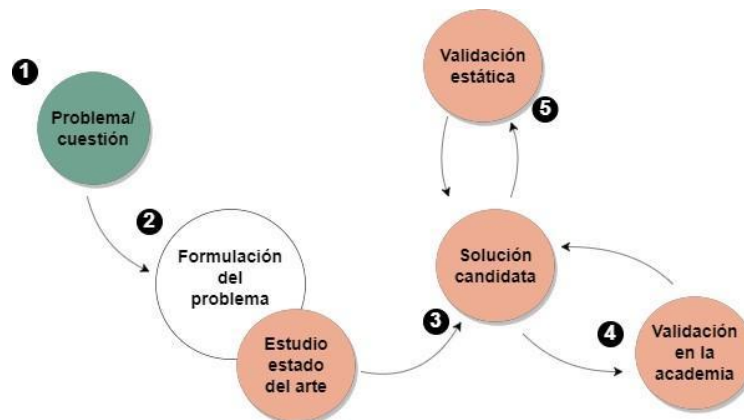 1
Problema/
cuestión
2
Formulación
del
problema
Estudio
estado
del arte
3
Solución
candidata
4
Validación
en la
academia
5
Validación
estática